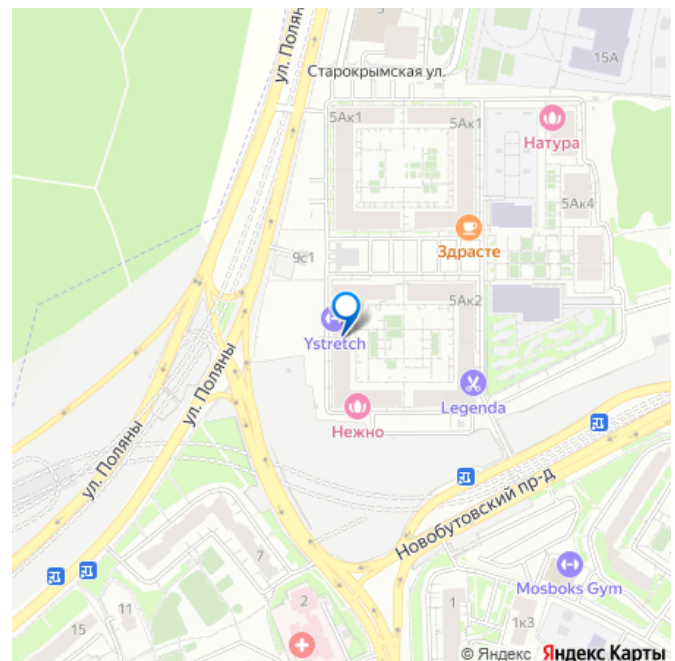 ул. Поляны
3
15А
Старокрымская ул.
5Ак1
5Ак1
Натура
5Ак4
Здрасте
9с1
5Ак2
Ystretch
ул. Поляны
Legenda
Нежно
ул. Поляны
Новобутовский пр-д
7
Mosboks Gym
2
1
11
1к3
15
© Яндекс Яндекс Карты